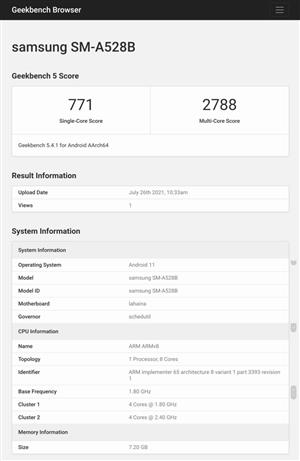 Geekbench Browser
samsung SM-A528B
Geekbench 5 Score
771
Single-Core Score
2788
Multi-Core Score
Geekbench 5.4.1 for Android AArch64
Result Information
Upload Date July 26th 2021, 10:33am
Views 1
System Information
System Information
Operating System Android 11
Model samsung SM-A528B
Model ID samsung SM-A528B
Motherboard lahaina
Governor schedutil
CPU Information
Name ARM ARMv8
Topology 1 Processor, 8 Cores
Identifier ARM implementer 65 architecture 8 variant 1 part 3393 revision
1
Base Frequency 1.80 GHz
Cluster 1 4 Cores @ 1.80 GHz
Cluster 2 4 Cores @ 2.40 GHz
Memory Information
Size 7.20 GB